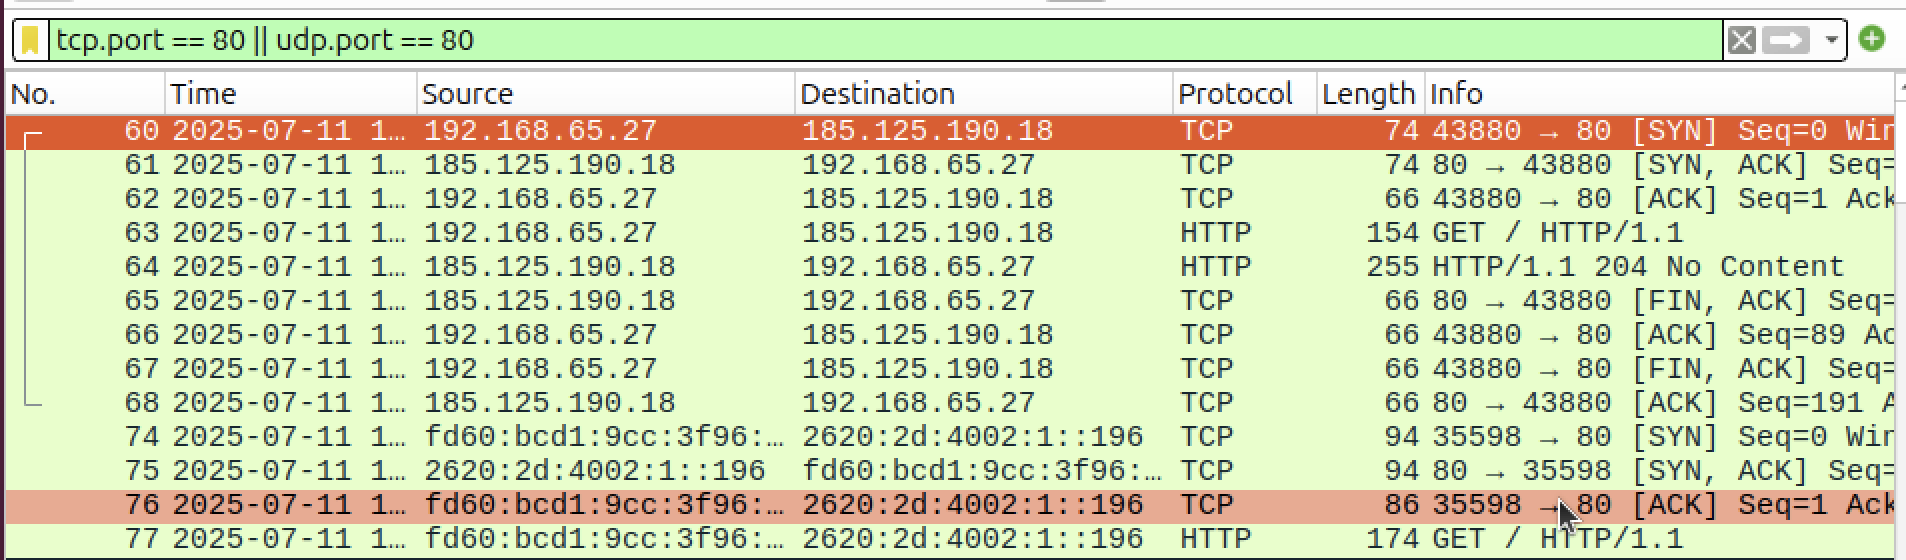 tcp.port == 80 || udp.port == 80
No. Time Source Destination Protocol Length Info
60 2025-07-11 1… 192.168.65.27 185.125.190.18 TCP 74 43880 → 80 [SYN] Seq=0 Win
61 2025-07-11 1… 185.125.190.18 192.168.65.27 TCP 74 80 → 43880 [SYN, ACK] Seq=
62 2025-07-11 1… 192.168.65.27 185.125.190.18 TCP 66 43880 → 80 [ACK] Seq=1 Ack
63 2025-07-11 1… 192.168.65.27 185.125.190.18 HTTP 154 GET / HTTP/1.1
64 2025-07-11 1… 185.125.190.18 192.168.65.27 HTTP 255 HTTP/1.1 204 No Content
65 2025-07-11 1… 185.125.190.18 192.168.65.27 TCP 66 80 → 43880 [FIN, ACK] Seq=
66 2025-07-11 1… 192.168.65.27 185.125.190.18 TCP 66 43880 → 80 [ACK] Seq=89 Ac
67 2025-07-11 1… 192.168.65.27 185.125.190.18 TCP 66 43880 → 80 [FIN, ACK] Seq=
68 2025-07-11 1… 185.125.190.18 192.168.65.27 TCP 66 80 → 43880 [ACK] Seq=191 A
74 2025-07-11 1… fd60:bcd1:9cc:3f96:… 2620:2d:4002:1::196 TCP 94 35598 → 80 [SYN] Seq=0 Win
75 2025-07-11 1… 2620:2d:4002:1::196 fd60:bcd1:9cc:3f96:… TCP 94 80 → 35598 [SYN, ACK] Seq=
76 2025-07-11 1… fd60:bcd1:9cc:3f96:… 2620:2d:4002:1::196 TCP 86 35598 → 80 [ACK] Seq=1 Ack
77 2025-07-11 1… fd60:bcd1:9cc:3f96:… 2620:2d:4002:1::196 HTTP 174 GET / HTTP/1.1